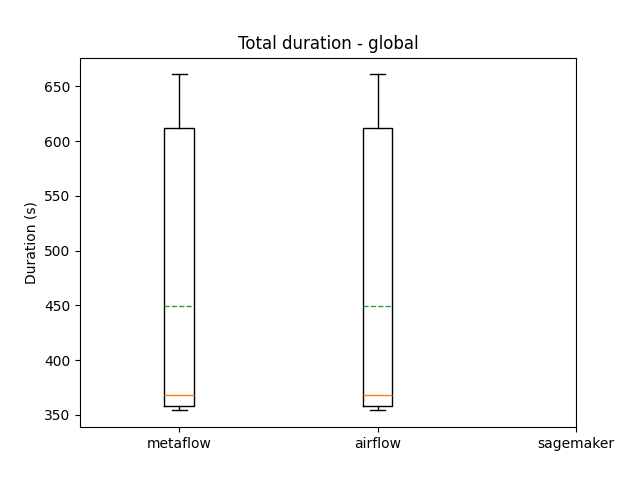 Total duration - global
Duration (s)
650
600
550
500
450
400
350
metaflow
airflow
sagemaker